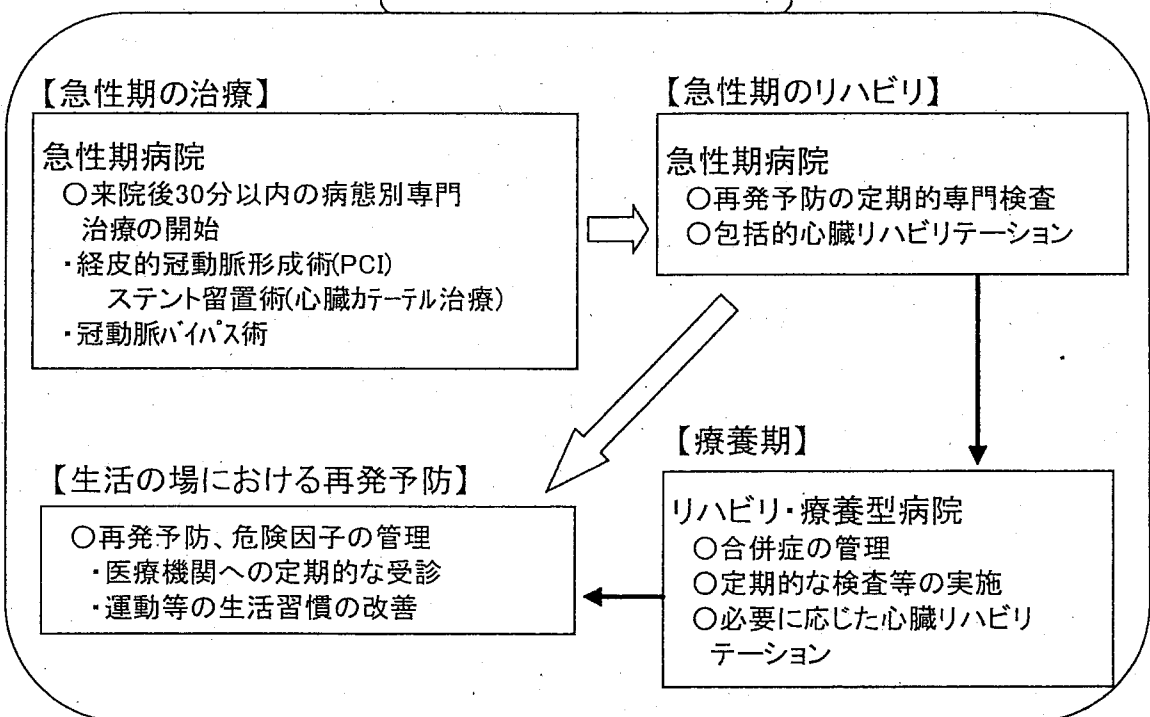 【急性期の治療】
急性期病院
○来院後30分以内の病態別専門
治療の開始
・経皮的冠動脈形成術(PCI)
ステント留置術(心臓ｶﾃｰﾃﾙ治療)
・冠動脈ﾊﾞｲﾊﾟｽ術
【急性期のリハビリ】
急性期病院
○再発予防の定期的専門検査
○包括的心臓リハビリテーション
【療養期】
リハビリ・療養型病院
○合併症の管理
○定期的な検査等の実施
○必要に応じた心臓リハビリ
テーション
【生活の場における再発予防】
○再発予防、危険因子の管理
・医療機関への定期的な受診
・運動等の生活習慣の改善